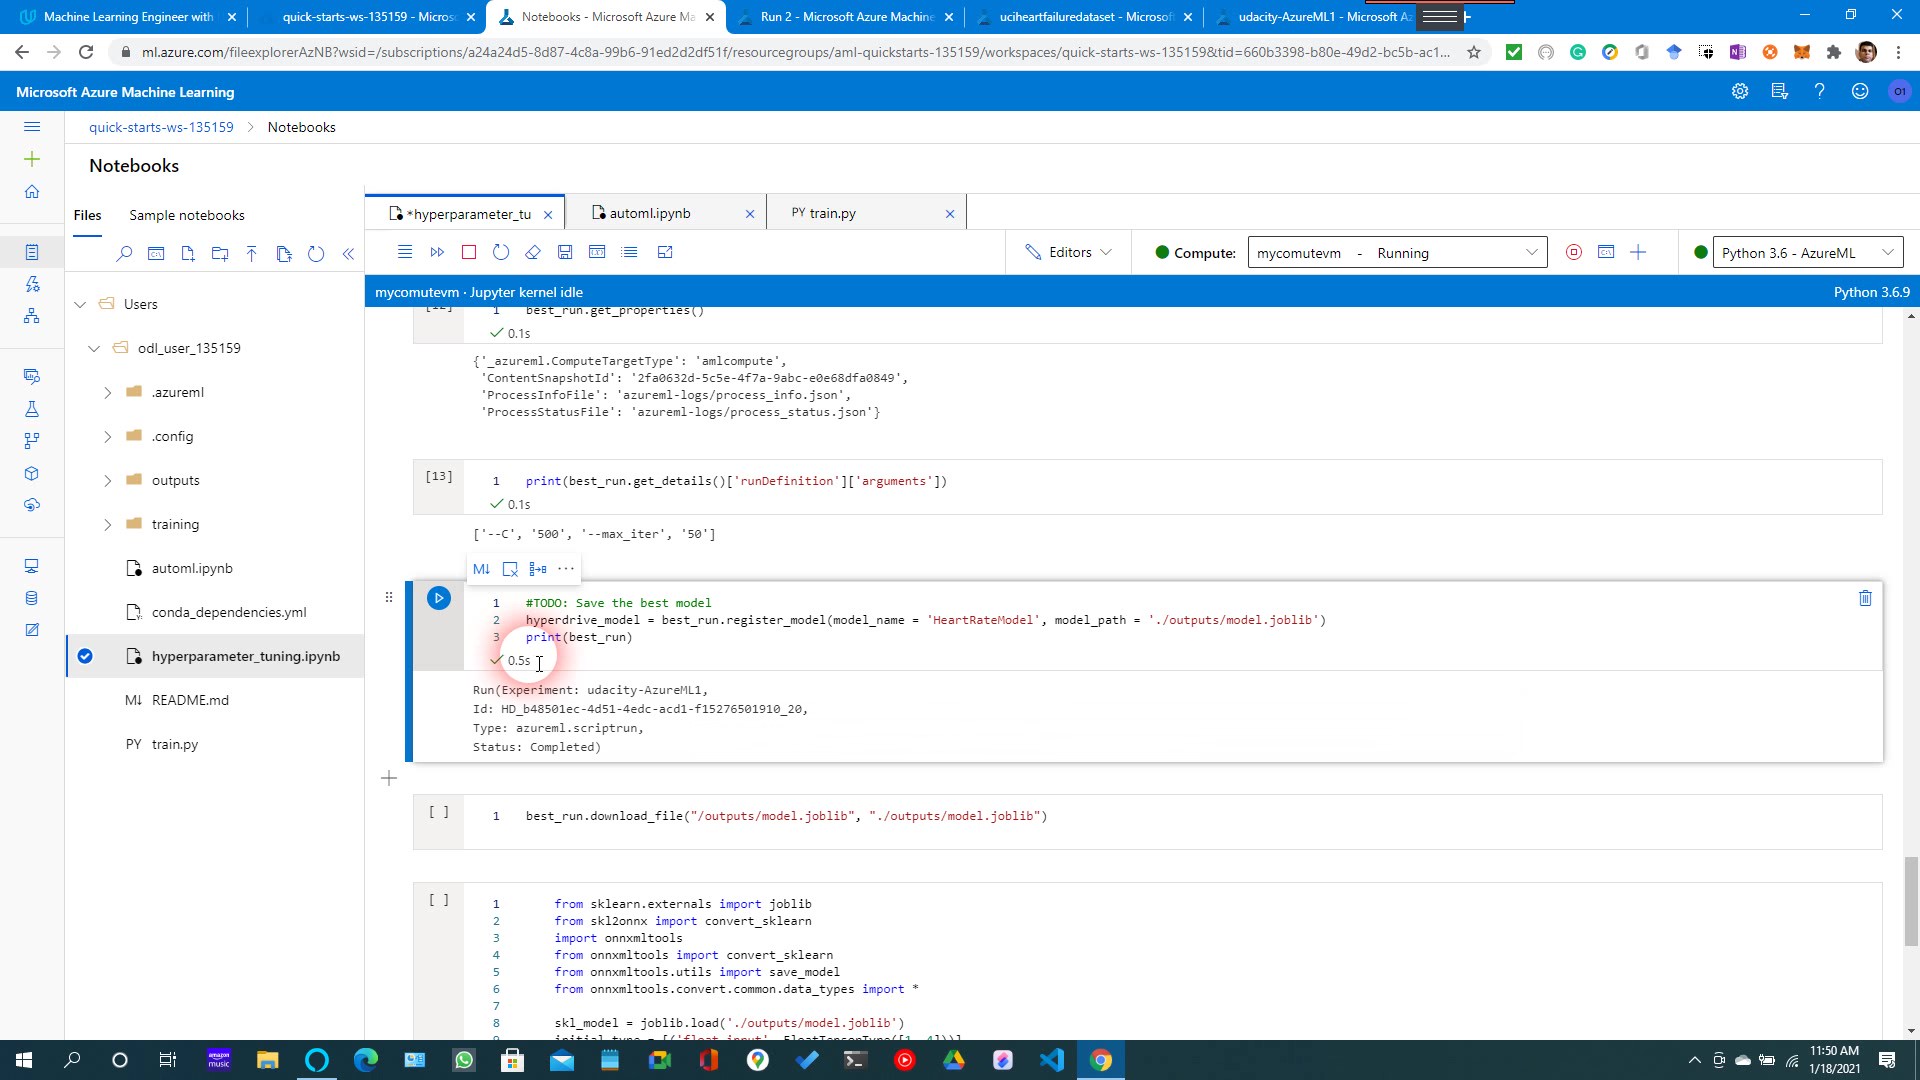 Machine Learning Engineer with
quick-starts-ws-135159 - Micros
Notebooks - Microsoft Azure Ma
Run 2 - Microsoft Azure Machine
uciheartfailuredataset - Microsof
udacity-AzureML1 - Microsoft Az
ml.azure.com/fileexplorerAzNB?wsid=/subscriptions/a24a24d5-8d87-4c8a-99b6-91ed2d2df51f/resourcegroups/aml-quickstarts-135159/workspaces/quick-starts-ws-135159&tid=660b3398-b80e-49d2-bc5b-ac1...
Microsoft Azure Machine Learning
O1
quick-starts-ws-135159 > Notebooks
Notebooks
Files
Sample notebooks
*hyperparameter_tu
automl.ipynb
PY train.py
Editors
Compute:
mycomutevm - Running
Python 3.6 - AzureML
mycomutevm · Jupyter kernel idle
Python 3.6.9
Users
odl_user_135159
.azureml
.config
outputs
training
automl.ipynb
conda_dependencies.yml
hyperparameter_tuning.ipynb
M↓ README.md
PY train.py
[12]
1 best_run.get_properties()
0.1s
{'_azureml.ComputeTargetType': 'amlcompute',
'ContentSnapshotId': '2fa0632d-5c5e-4f7a-9abc-e0e68dfa0849',
'ProcessInfoFile': 'azureml-logs/process_info.json',
'ProcessStatusFile': 'azureml-logs/process_status.json'}
[13]
1 print(best_run.get_details()['runDefinition']['arguments'])
0.1s
['--C', '500', '--max_iter', '50']
M↓
1 #TODO: Save the best model
2 hyperdrive_model = best_run.register_model(model_name = 'HeartRateModel', model_path = './outputs/model.joblib')
3 print(best_run)
0.5s
Run(Experiment: udacity-AzureML1,
Id: HD_b48501ec-4d51-4edc-acd1-f15276501910_20,
Type: azureml.scriptrun,
Status: Completed)
[ ]
1 best_run.download_file("/outputs/model.joblib", "./outputs/model.joblib")
[ ]
1 from sklearn.externals import joblib
2 from skl2onnx import convert_sklearn
3 import onnxmltools
4 from onnxmltools import convert_sklearn
5 from onnxmltools.utils import save_model
6 from onnxmltools.convert.common.data_types import *
7
8 skl_model = joblib.load('./outputs/model.joblib')
9 initial_type = [('float_input', FloatTensorType([1, 4]))]
amazon music
11:50 AM
1/18/2021